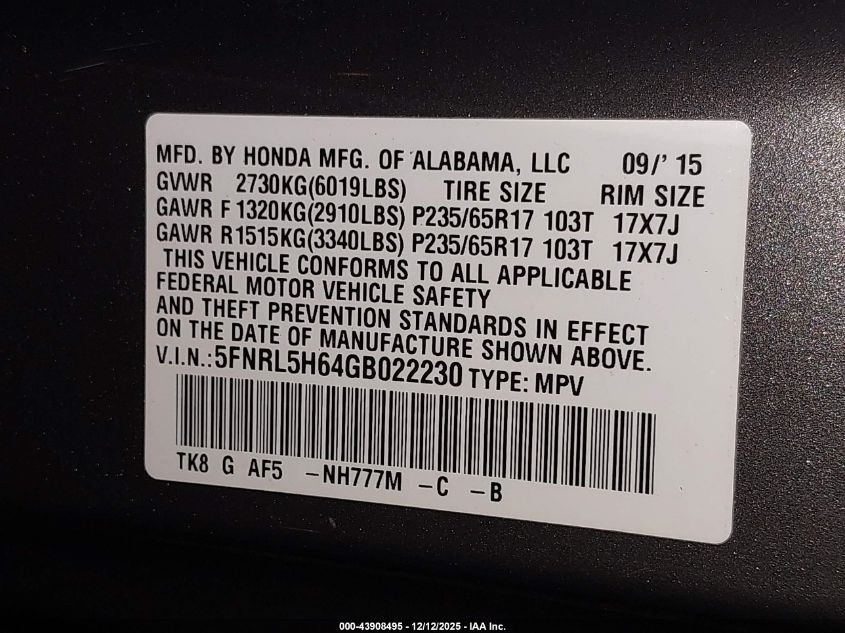 MFD. BY HONDA MFG. OF ALABAMA, LLC 09/' 15
GVWR 2730KG(6019LBS) TIRE SIZE RIM SIZE
GAWR F 1320KG(2910LBS) P235/65R17 103T 17X7J
GAWR R1515KG(3340LBS) P235/65R17 103T 17X7J
THIS VEHICLE CONFORMS TO ALL APPLICABLE
FEDERAL MOTOR VEHICLE SAFETY
AND THEFT PREVENTION STANDARDS IN EFFECT
ON THE DATE OF MANUFACTURE SHOWN ABOVE.
V.I.N.:5FNRL5H64GB022230 TYPE: MPV
TK8 G AF5 -NH777M -C -B
000-43908495 - 12/12/2025 - IAA Inc.